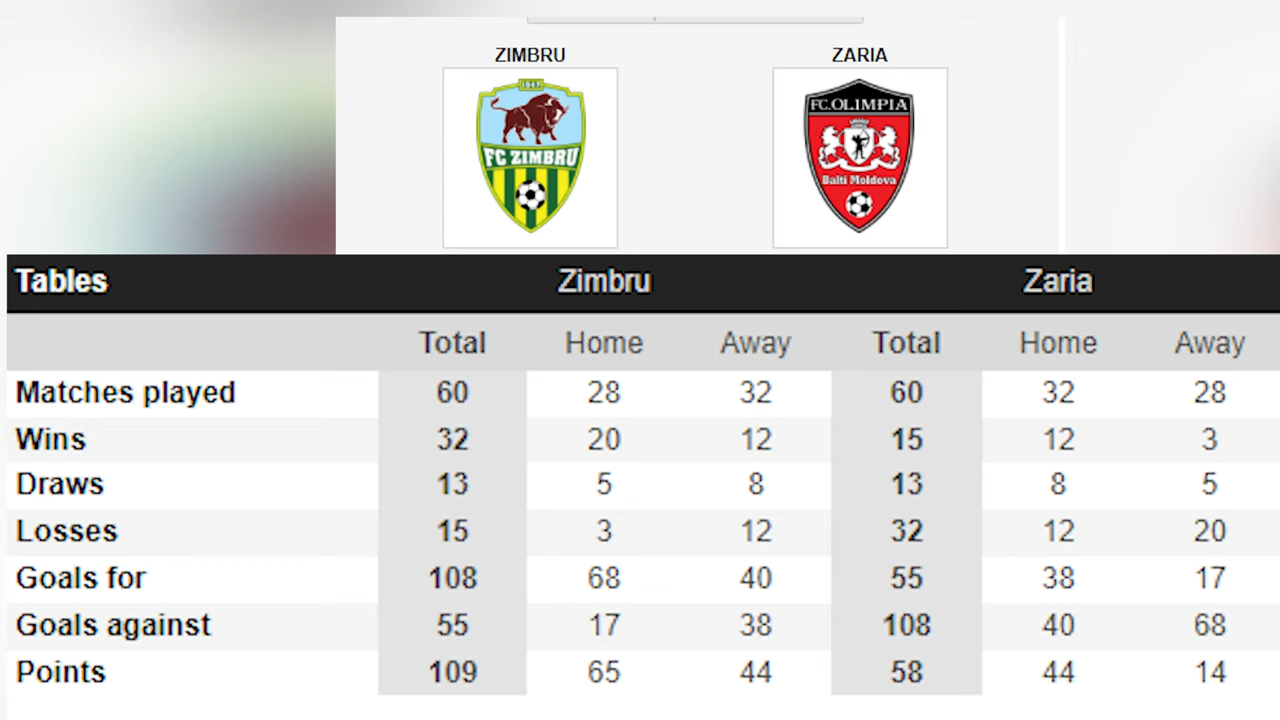 ZIMBRU ZARIA
1947
FC ZIMBRU
FC.OLIMPIA
Balti Moldova
Tables Zimbru Zaria
Total Home Away Total Home Away
Matches played 60 28 32 60 32 28
Wins 32 20 12 15 12 3
Draws 13 5 8 13 8 5
Losses 15 3 12 32 12 20
Goals for 108 68 40 55 38 17
Goals against 55 17 38 108 40 68
Points 109 65 44 58 44 14